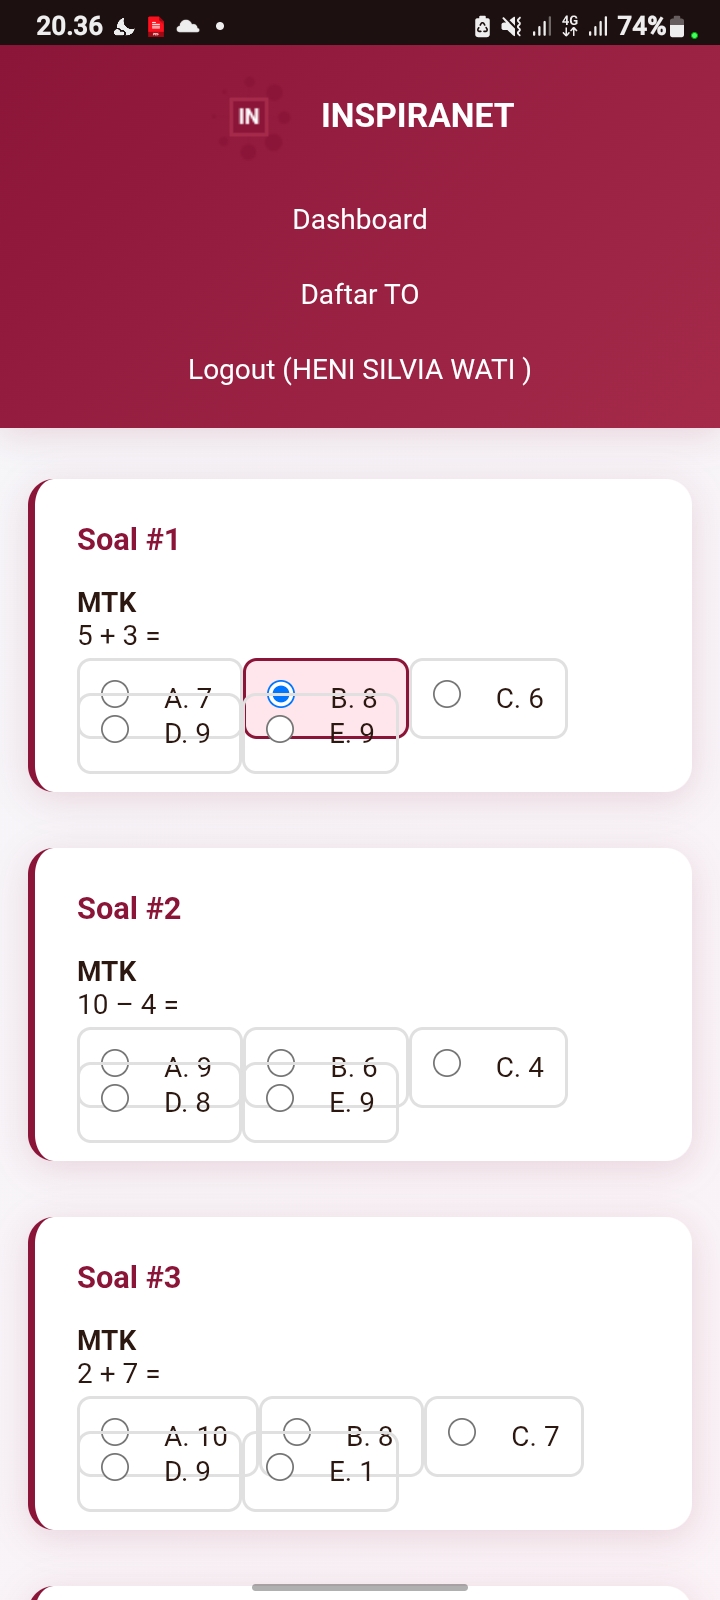 20.36 4G 74%
IN INSPIRANET
Dashboard
Daftar TO
Logout (HENI SILVIA WATI )
Soal #1
MTK
5 + 3 =
A. 7 B. 8 C. 6
D. 9 E. 9
Soal #2
MTK
10 – 4 =
A. 9 B. 6 C. 4
D. 8 E. 9
Soal #3
MTK
2 + 7 =
A. 10 B. 8 C. 7
D. 9 E. 1